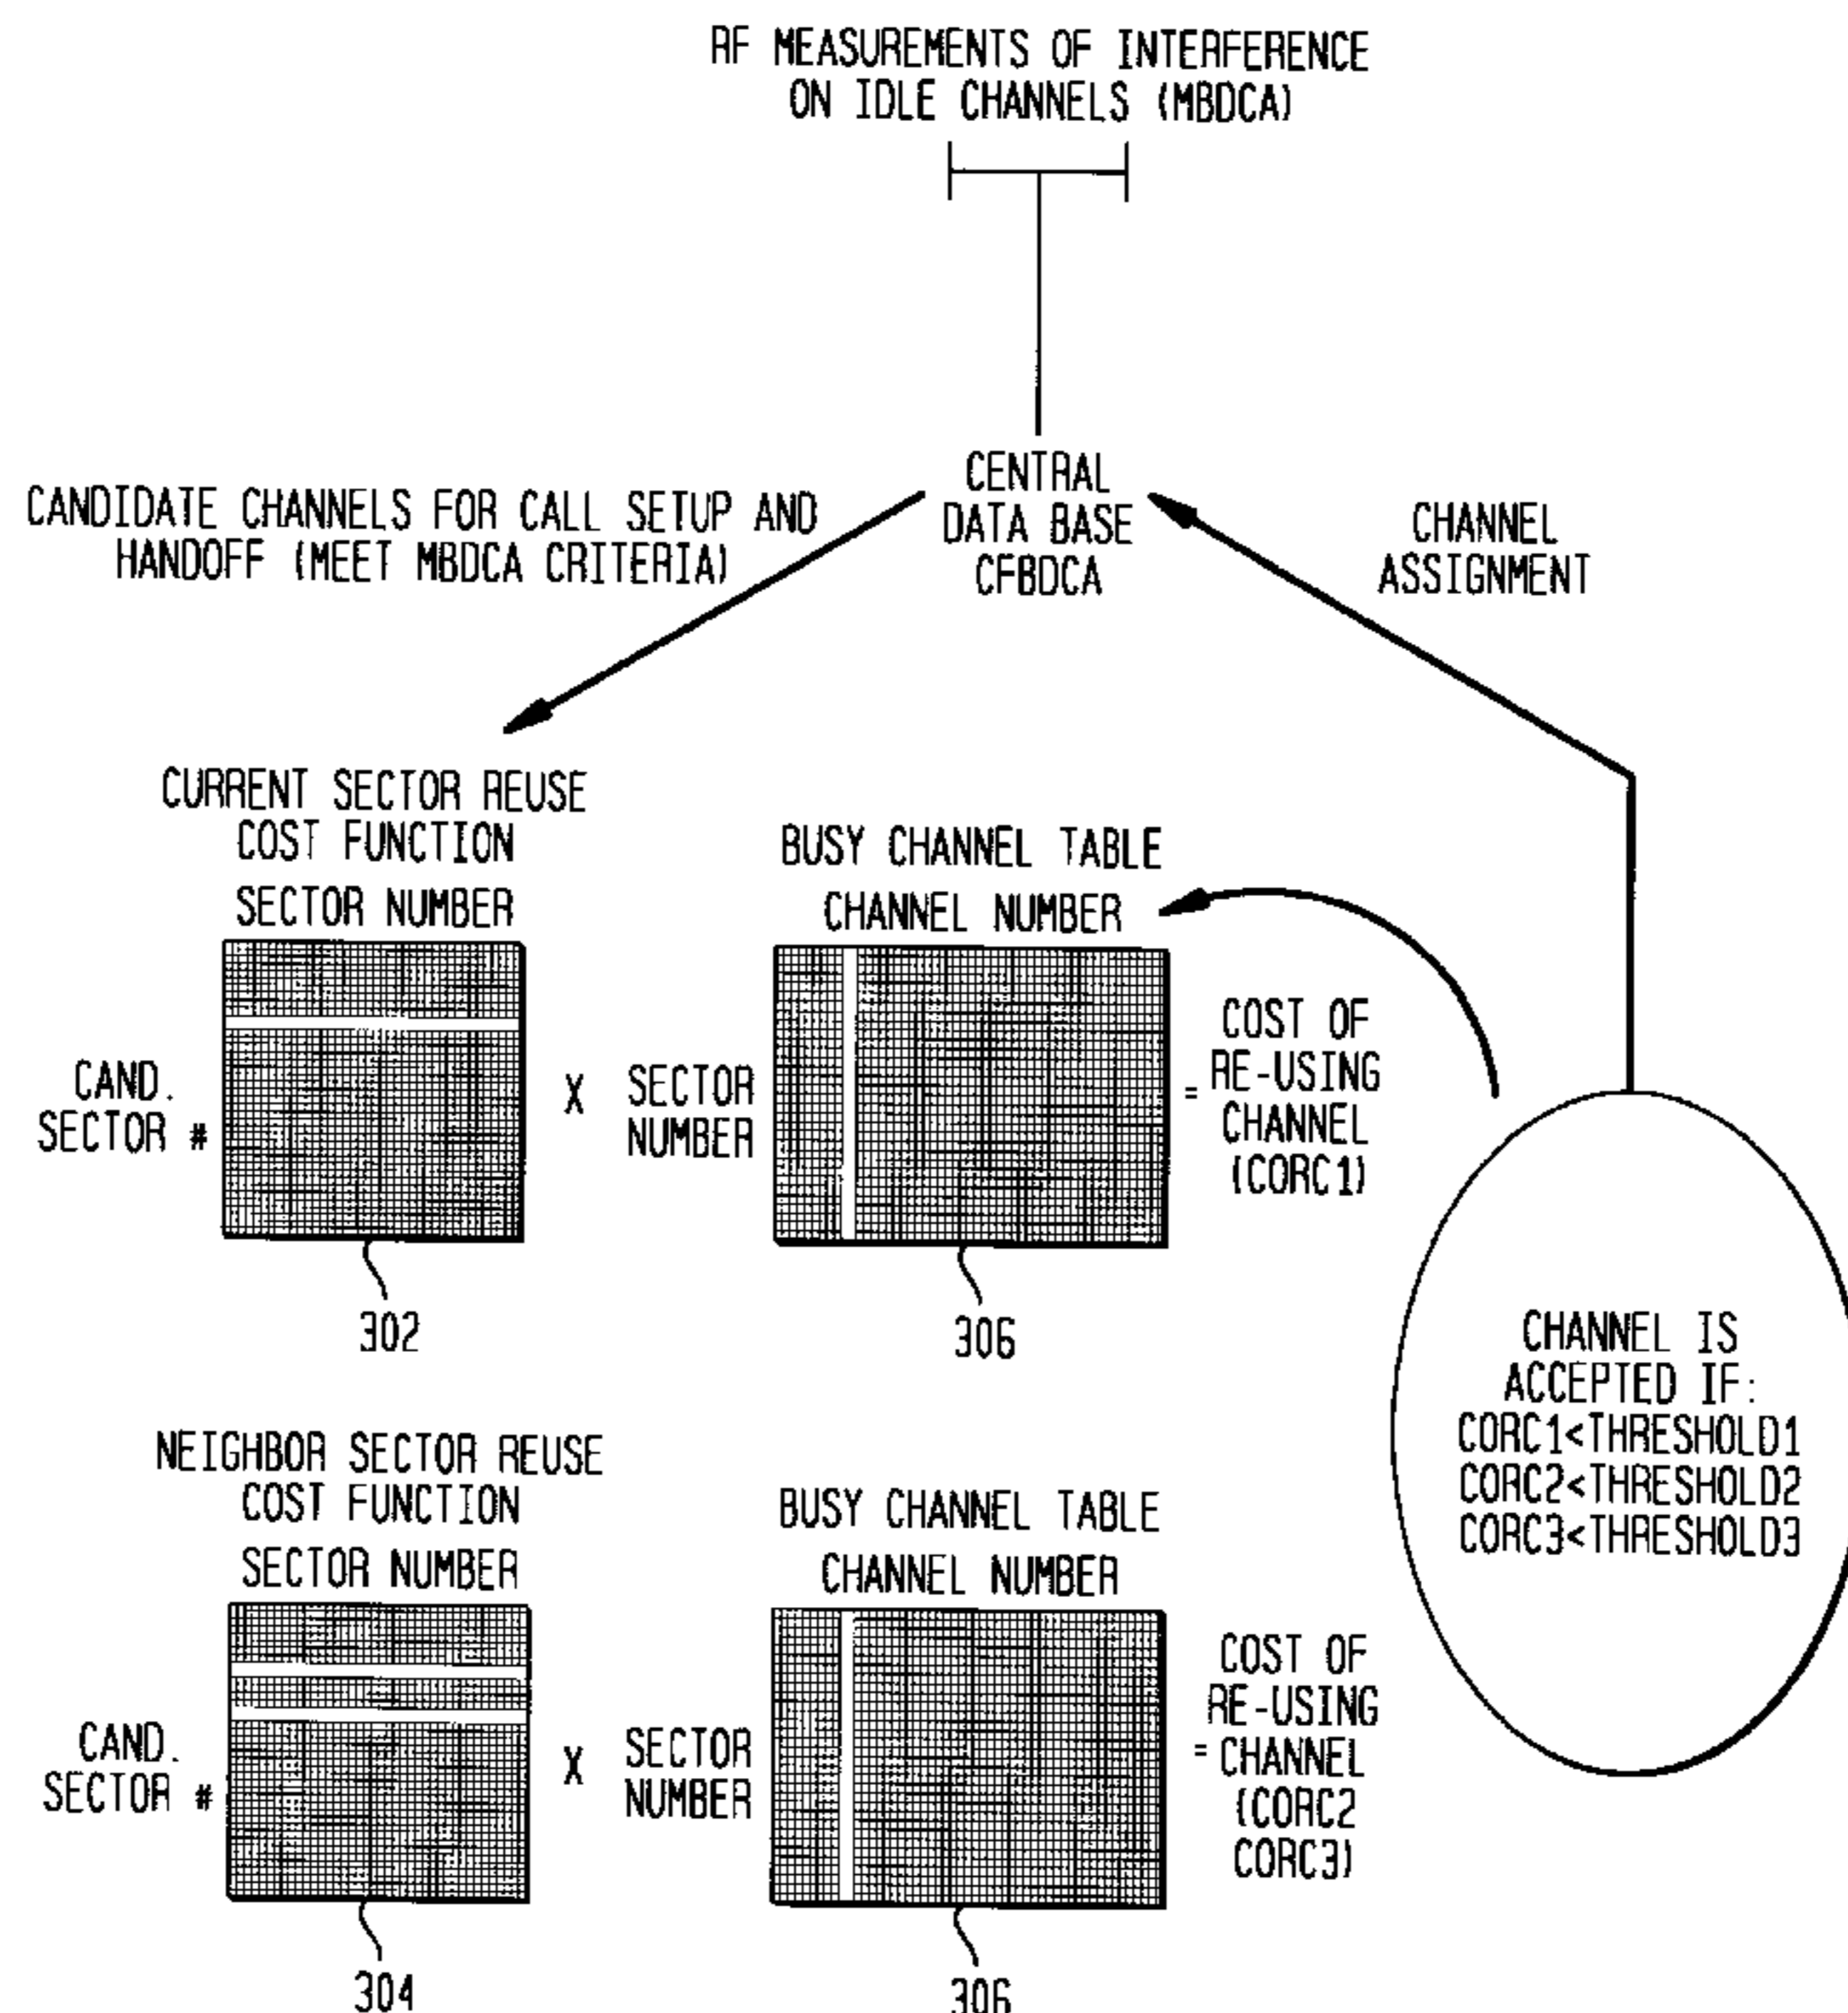 RF MEASUREMENTS OF INTERFERENCE
ON IDLE CHANNELS (MBDCA)
CANDIDATE CHANNELS FOR CALL SETUP AND
HANDOFF (MEET MBDCA CRITERIA)
CENTRAL
DATA BASE
CFBDCA
CHANNEL
ASSIGNMENT
CURRENT SECTOR REUSE
COST FUNCTION
SECTOR NUMBER
CAND.
SECTOR #
302
X
BUSY CHANNEL TABLE
CHANNEL NUMBER
SECTOR
NUMBER
306
=
COST OF
RE-USING
CHANNEL
(CORC1)
CHANNEL IS
ACCEPTED IF:
CORC1<THRESHOLD1
CORC2<THRESHOLD2
CORC3<THRESHOLD3
NEIGHBOR SECTOR REUSE
COST FUNCTION
SECTOR NUMBER
CAND.
SECTOR #
304
X
BUSY CHANNEL TABLE
CHANNEL NUMBER
SECTOR
NUMBER
306
COST OF
RE-USING
= CHANNEL
(CORC2
CORC3)